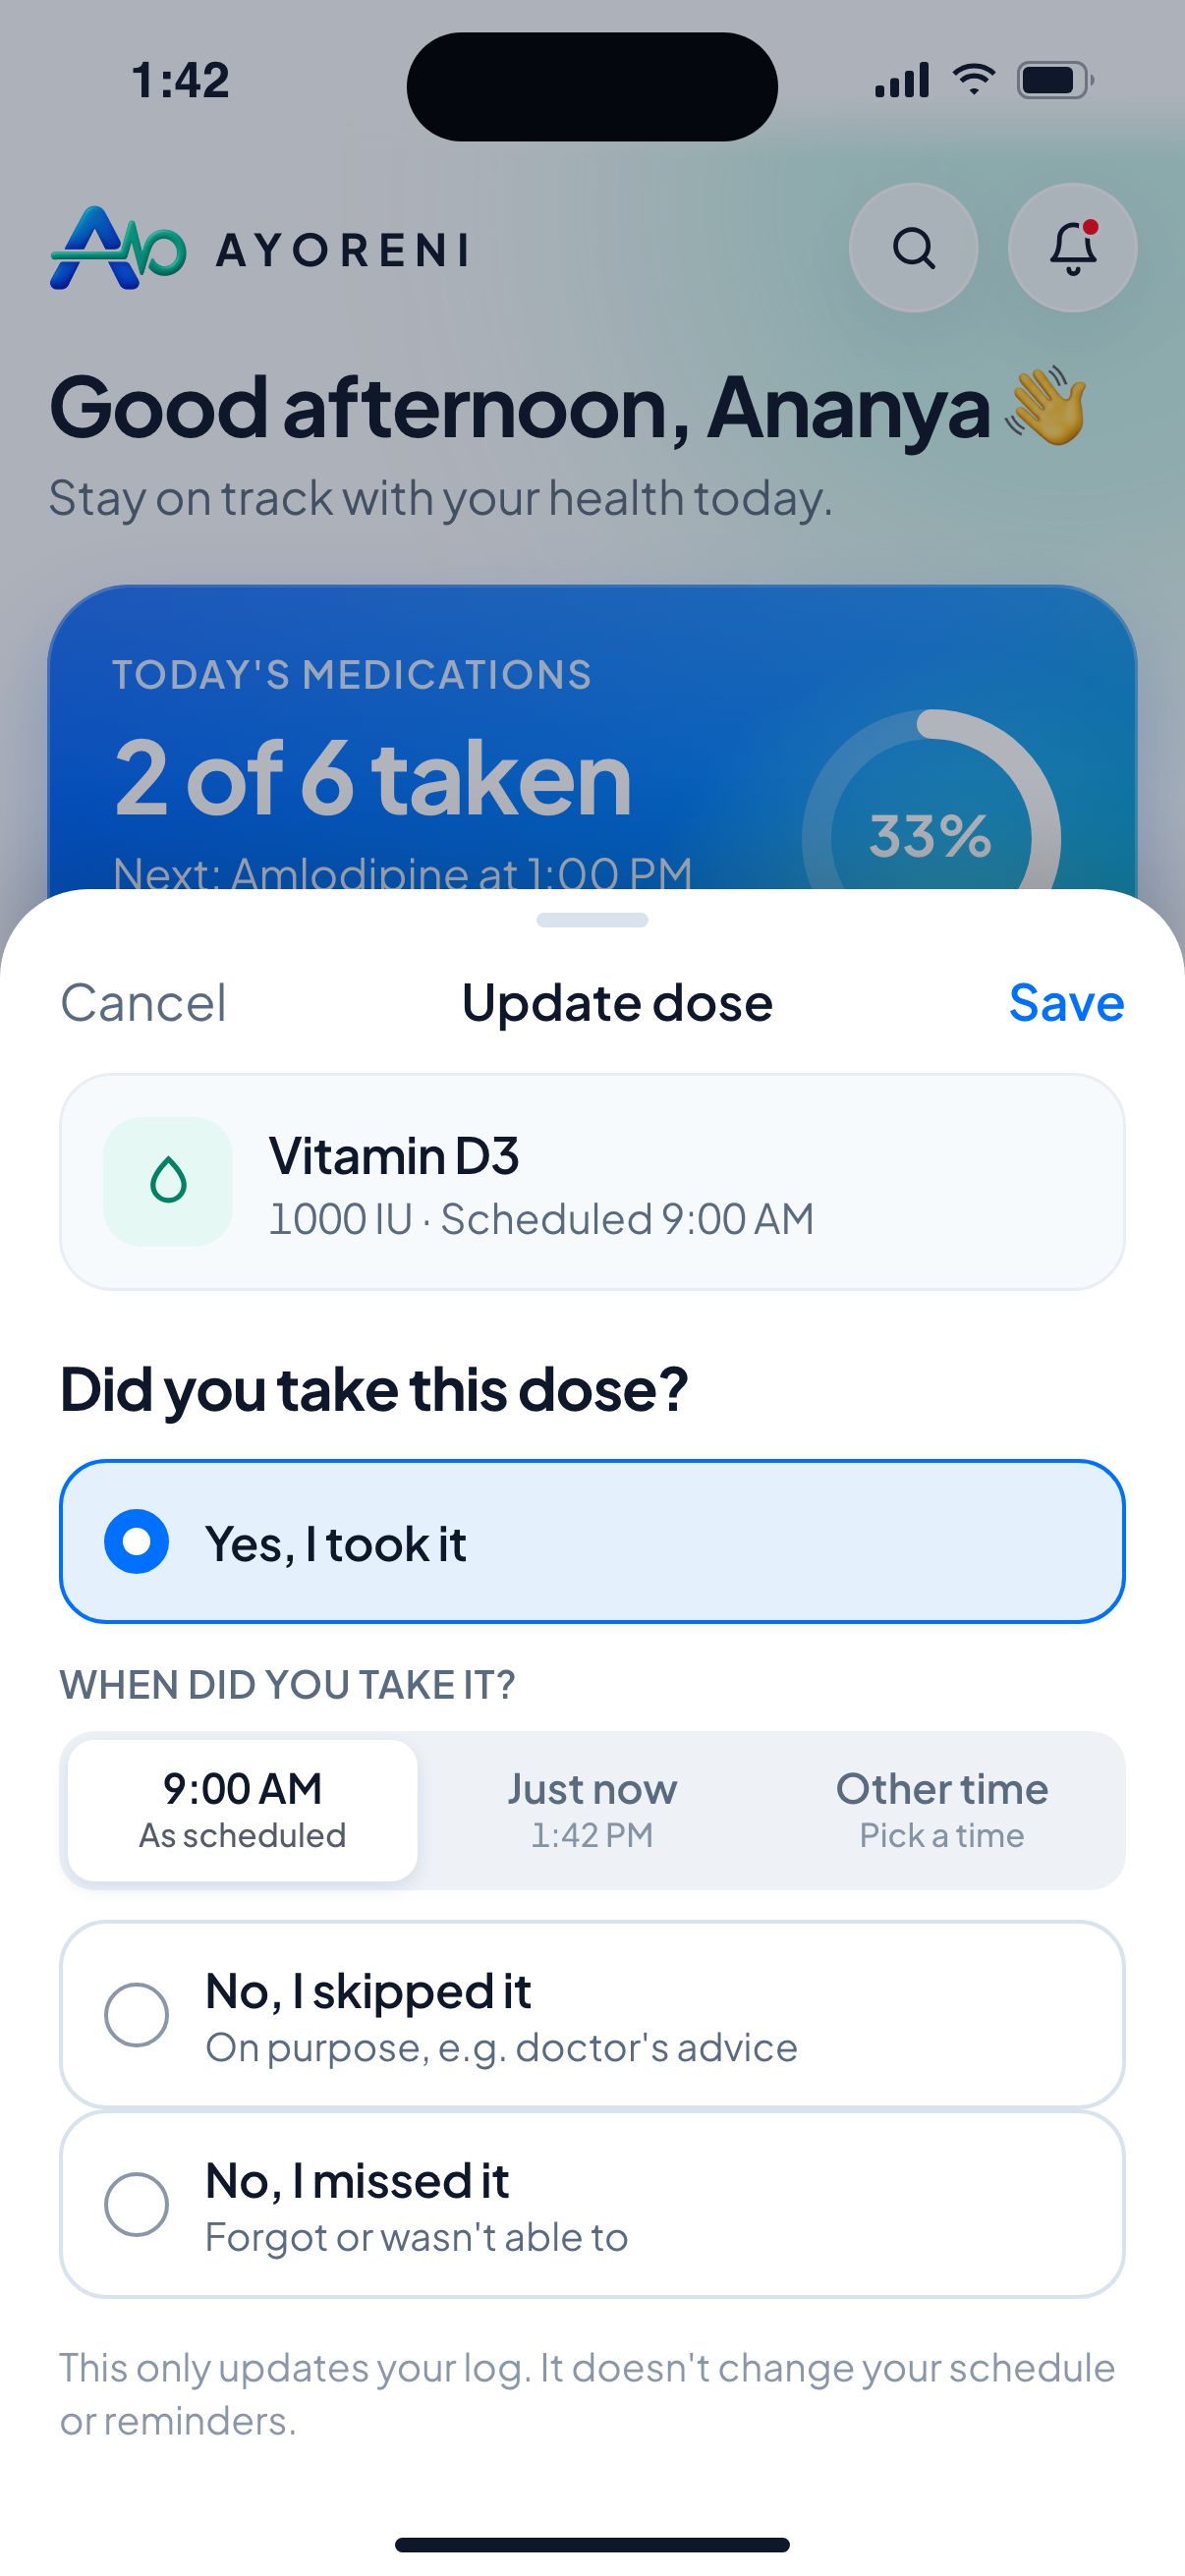 1:42
AYORENI
Good afternoon, Ananya 👋
Stay on track with your health today.
TODAY'S MEDICATIONS
2 of 6 taken
33%
Next: Amlodipine at 1:00 PM
Cancel
Update dose
Save
Vitamin D3
1000 IU · Scheduled 9:00 AM
Did you take this dose?
Yes, I took it
WHEN DID YOU TAKE IT?
9:00 AM
As scheduled
Just now
1:42 PM
Other time
Pick a time
No, I skipped it
On purpose, e.g. doctor's advice
No, I missed it
Forgot or wasn't able to
This only updates your log. It doesn't change your schedule
or reminders.